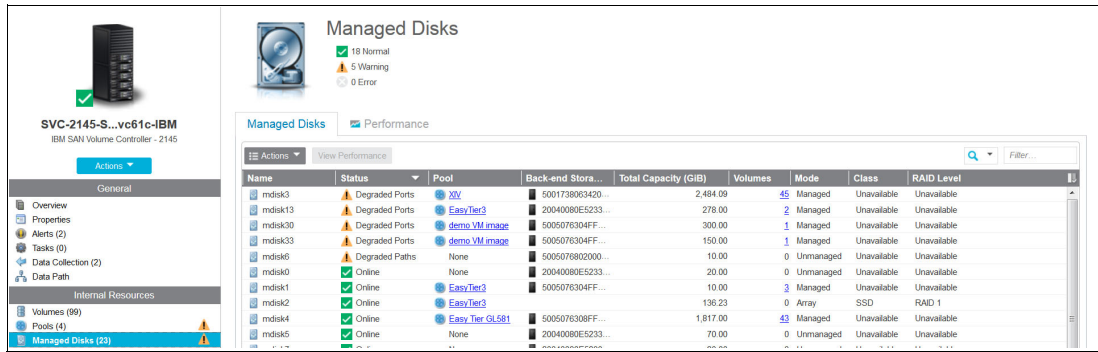 Managed Disks
18 Normal
5 Warning
0 Error
SVC-2145-S...vc61c-IBM
IBM SAN Volume Controller - 2145
Actions
General
Overview
Properties
Alerts (2)
Tasks (0)
Data Collection (2)
Data Path
Internal Resources
Volumes (99)
Pools (4)
Managed Disks (23)
Managed Disks Performance
Actions View Performance Filter...
Name Status Pool Back-end Stora... Total Capacity (GiB) Volumes Mode Class RAID Level
mdisk3 Degraded Ports XIV 5001738063420... 2,484.09 45 Managed Unavailable Unavailable
mdisk13 Degraded Ports EasyTier3 20040080E5233... 278.00 2 Managed Unavailable Unavailable
mdisk30 Degraded Ports demo VM image 5005076304FF... 300.00 1 Managed Unavailable Unavailable
mdisk33 Degraded Ports demo VM image 5005076304FF... 150.00 1 Managed Unavailable Unavailable
mdisk6 Degraded Paths None 5005076802000... 10.00 0 Unmanaged Unavailable Unavailable
mdisk0 Online None 20040080E5233... 20.00 0 Unmanaged Unavailable Unavailable
mdisk1 Online EasyTier3 5005076304FF... 10.00 3 Managed Unavailable Unavailable
mdisk2 Online EasyTier3 136.23 0 Array SSD RAID 1
mdisk4 Online Easy Tier GL581 5005076308FF... 1,817.00 43 Managed Unavailable Unavailable
mdisk5 Online None 20040080E5233... 70.00 0 Unmanaged Unavailable Unavailable